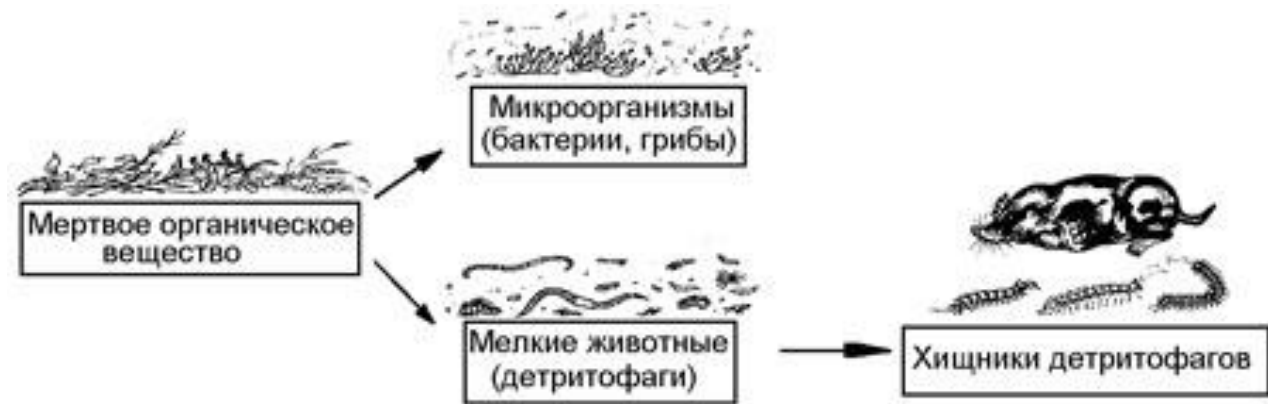 Микроорганизмы
(бактерии, грибы)
Мертвое органическое
вещество
Мелкие животные
(детритофаги)
Хищники детритофагов